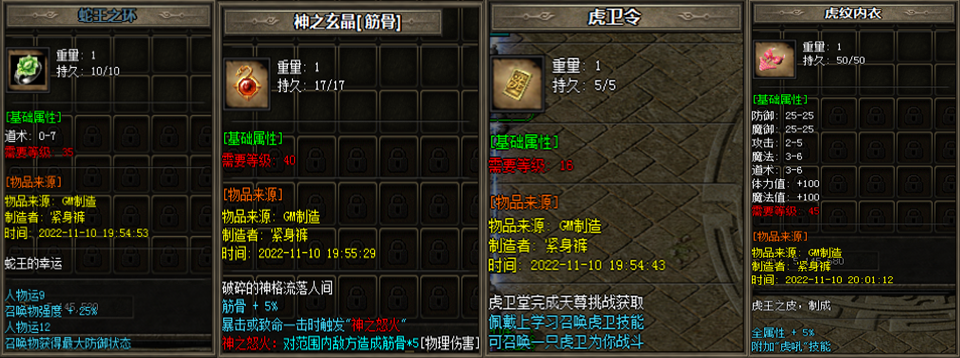 蛇王之环
重量: 1
持久: 10/10
[基础属性]
道术: 0-7
需要等级: 35
[物品来源]
物品来源: GM制造
制造者: 紧身裤
时间: 2022-11-10 19:54:53
蛇王的幸运
人物运9
召唤物强度 + 25%
人物运12
召唤物获得最大防御状态
神之玄晶[筋骨]
重量: 1
持久: 17/17
[基础属性]
需要等级: 40
[物品来源]
物品来源: GM制造
制造者: 紧身裤
时间: 2022-11-10 19:55:29
破碎的神格流落人间
筋骨 + 5%
暴击或致命一击时触发"神之怒火"
神之怒火: 对范围内敌方造成筋骨*5[物理伤害]
虎卫令
重量: 1
持久: 5/5
[基础属性]
需要等级: 18
[物品来源]
物品来源: GM制造
制造者: 紧身裤
时间: 2022-11-10 19:54:43
虎卫堂完成天尊挑战获取
佩戴上学习召唤虎卫技能
可召唤一只虎卫为你战斗
虎纹内衣
重量: 1
持久: 50/50
[基础属性]
防御: 25-25
魔御: 25-25
攻击: 2-5
魔法: 3-6
道术: 3-6
体力值: +100
魔法值: +100
需要等级: 45
[物品来源]
物品来源: GM制造
制造者: 紧身裤
时间: 2022-11-10 20:01:12
虎王之皮, 制成
全属性 + 5%
附加"虎吼"技能